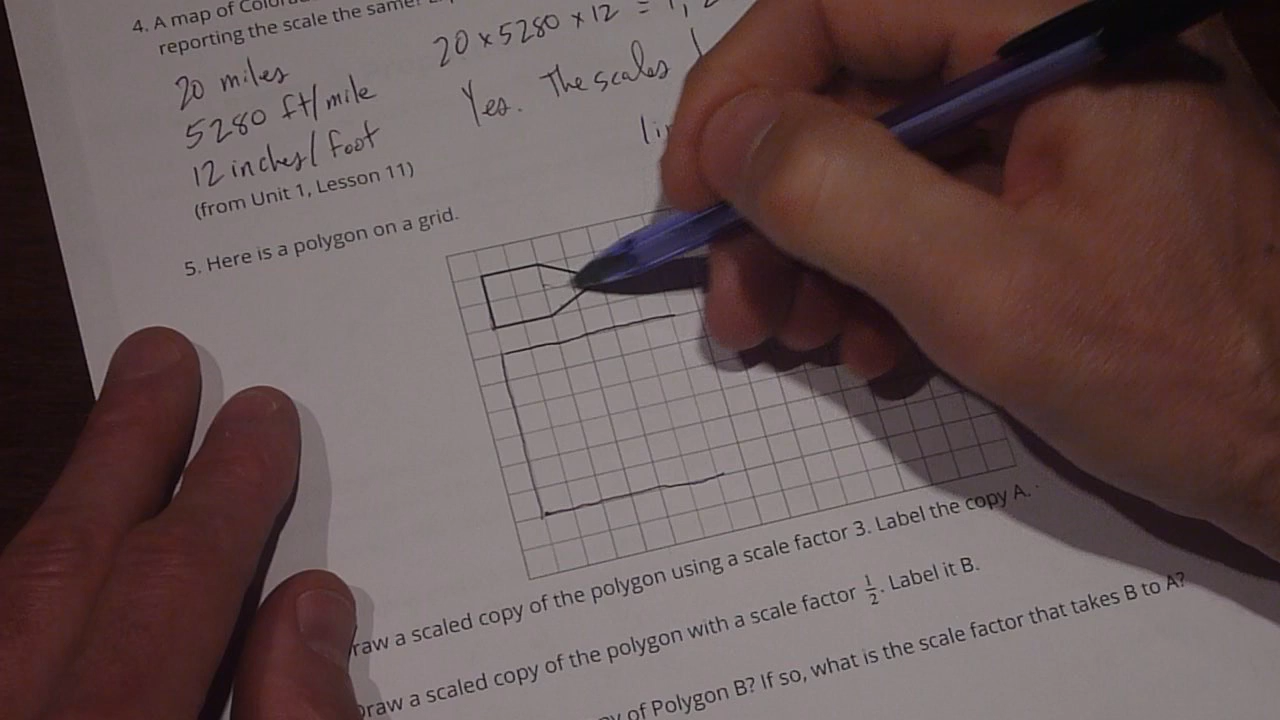 4. A map of
reporting the scale the same?
20 miles
5280 ft/mile
12 inches/foot
20 x 5280 x 12 =
Yes. The scales
(from Unit 1, Lesson 11)
5. Here is a polygon on a grid.
raw a scaled copy of the polygon using a scale factor 3. Label the copy A.
Draw a scaled copy of the polygon with a scale factor 1/2. Label it B.
of Polygon B? If so, what is the scale factor that takes B to A?